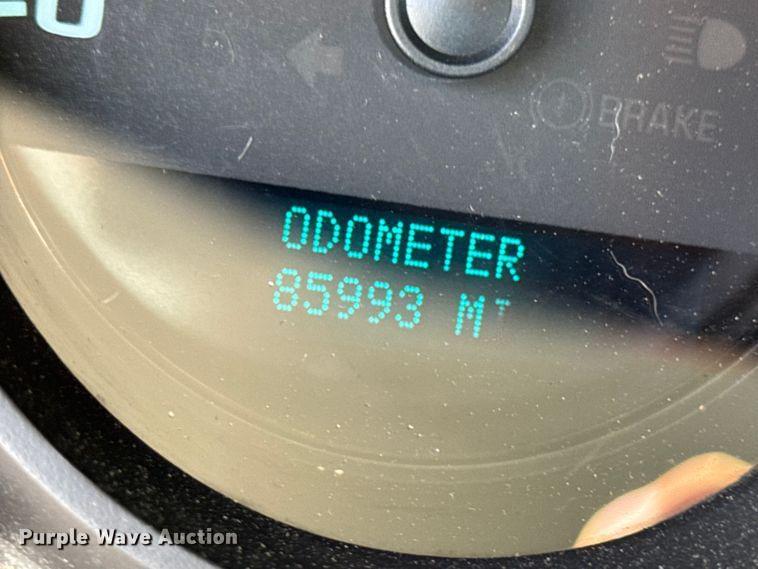 BRAKE
ODOMETER
85993 MI
Purple Wave Auction